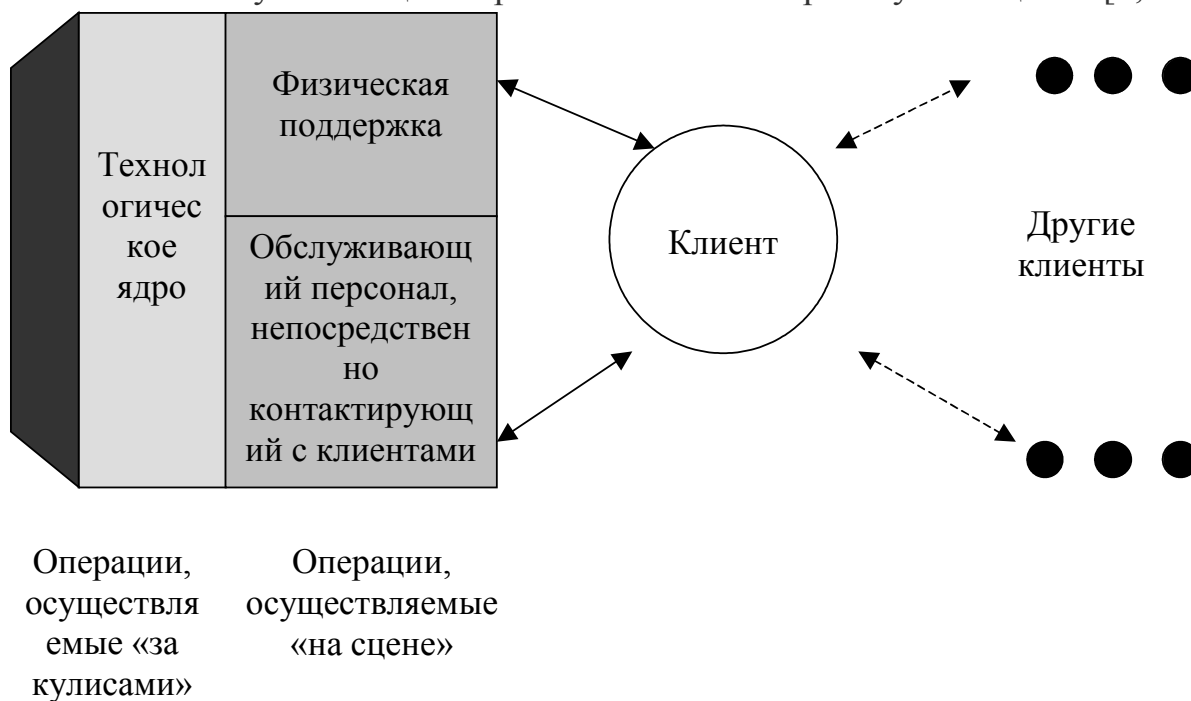 Физическая
поддержка
Технол
огичес
кое
ядро
Обслуживающ
ий персонал,
непосредствен
но
контактирующ
ий с клиентами
Клиент
Другие
клиенты
Операции,
осуществля
емые «за
кулисами»
Операции,
осуществляемые
«на сцене»